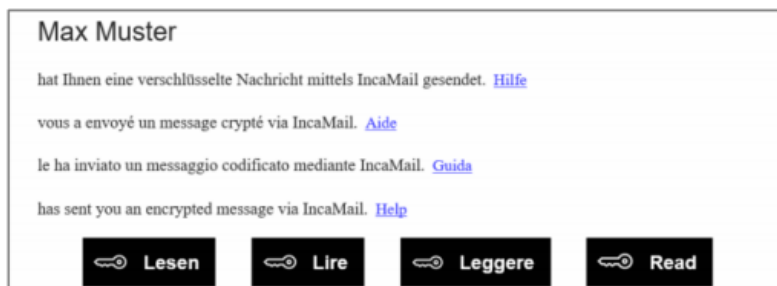 Max Muster
hat Ihnen eine verschlüsselte Nachricht mittels IncaMail gesendet. Hilfe
vous a envoyé un message crypté via IncaMail. Aide
le ha inviato un messaggio codificato mediante IncaMail. Guida
has sent you an encrypted message via IncaMail. Help
Lesen Lire Leggere Read